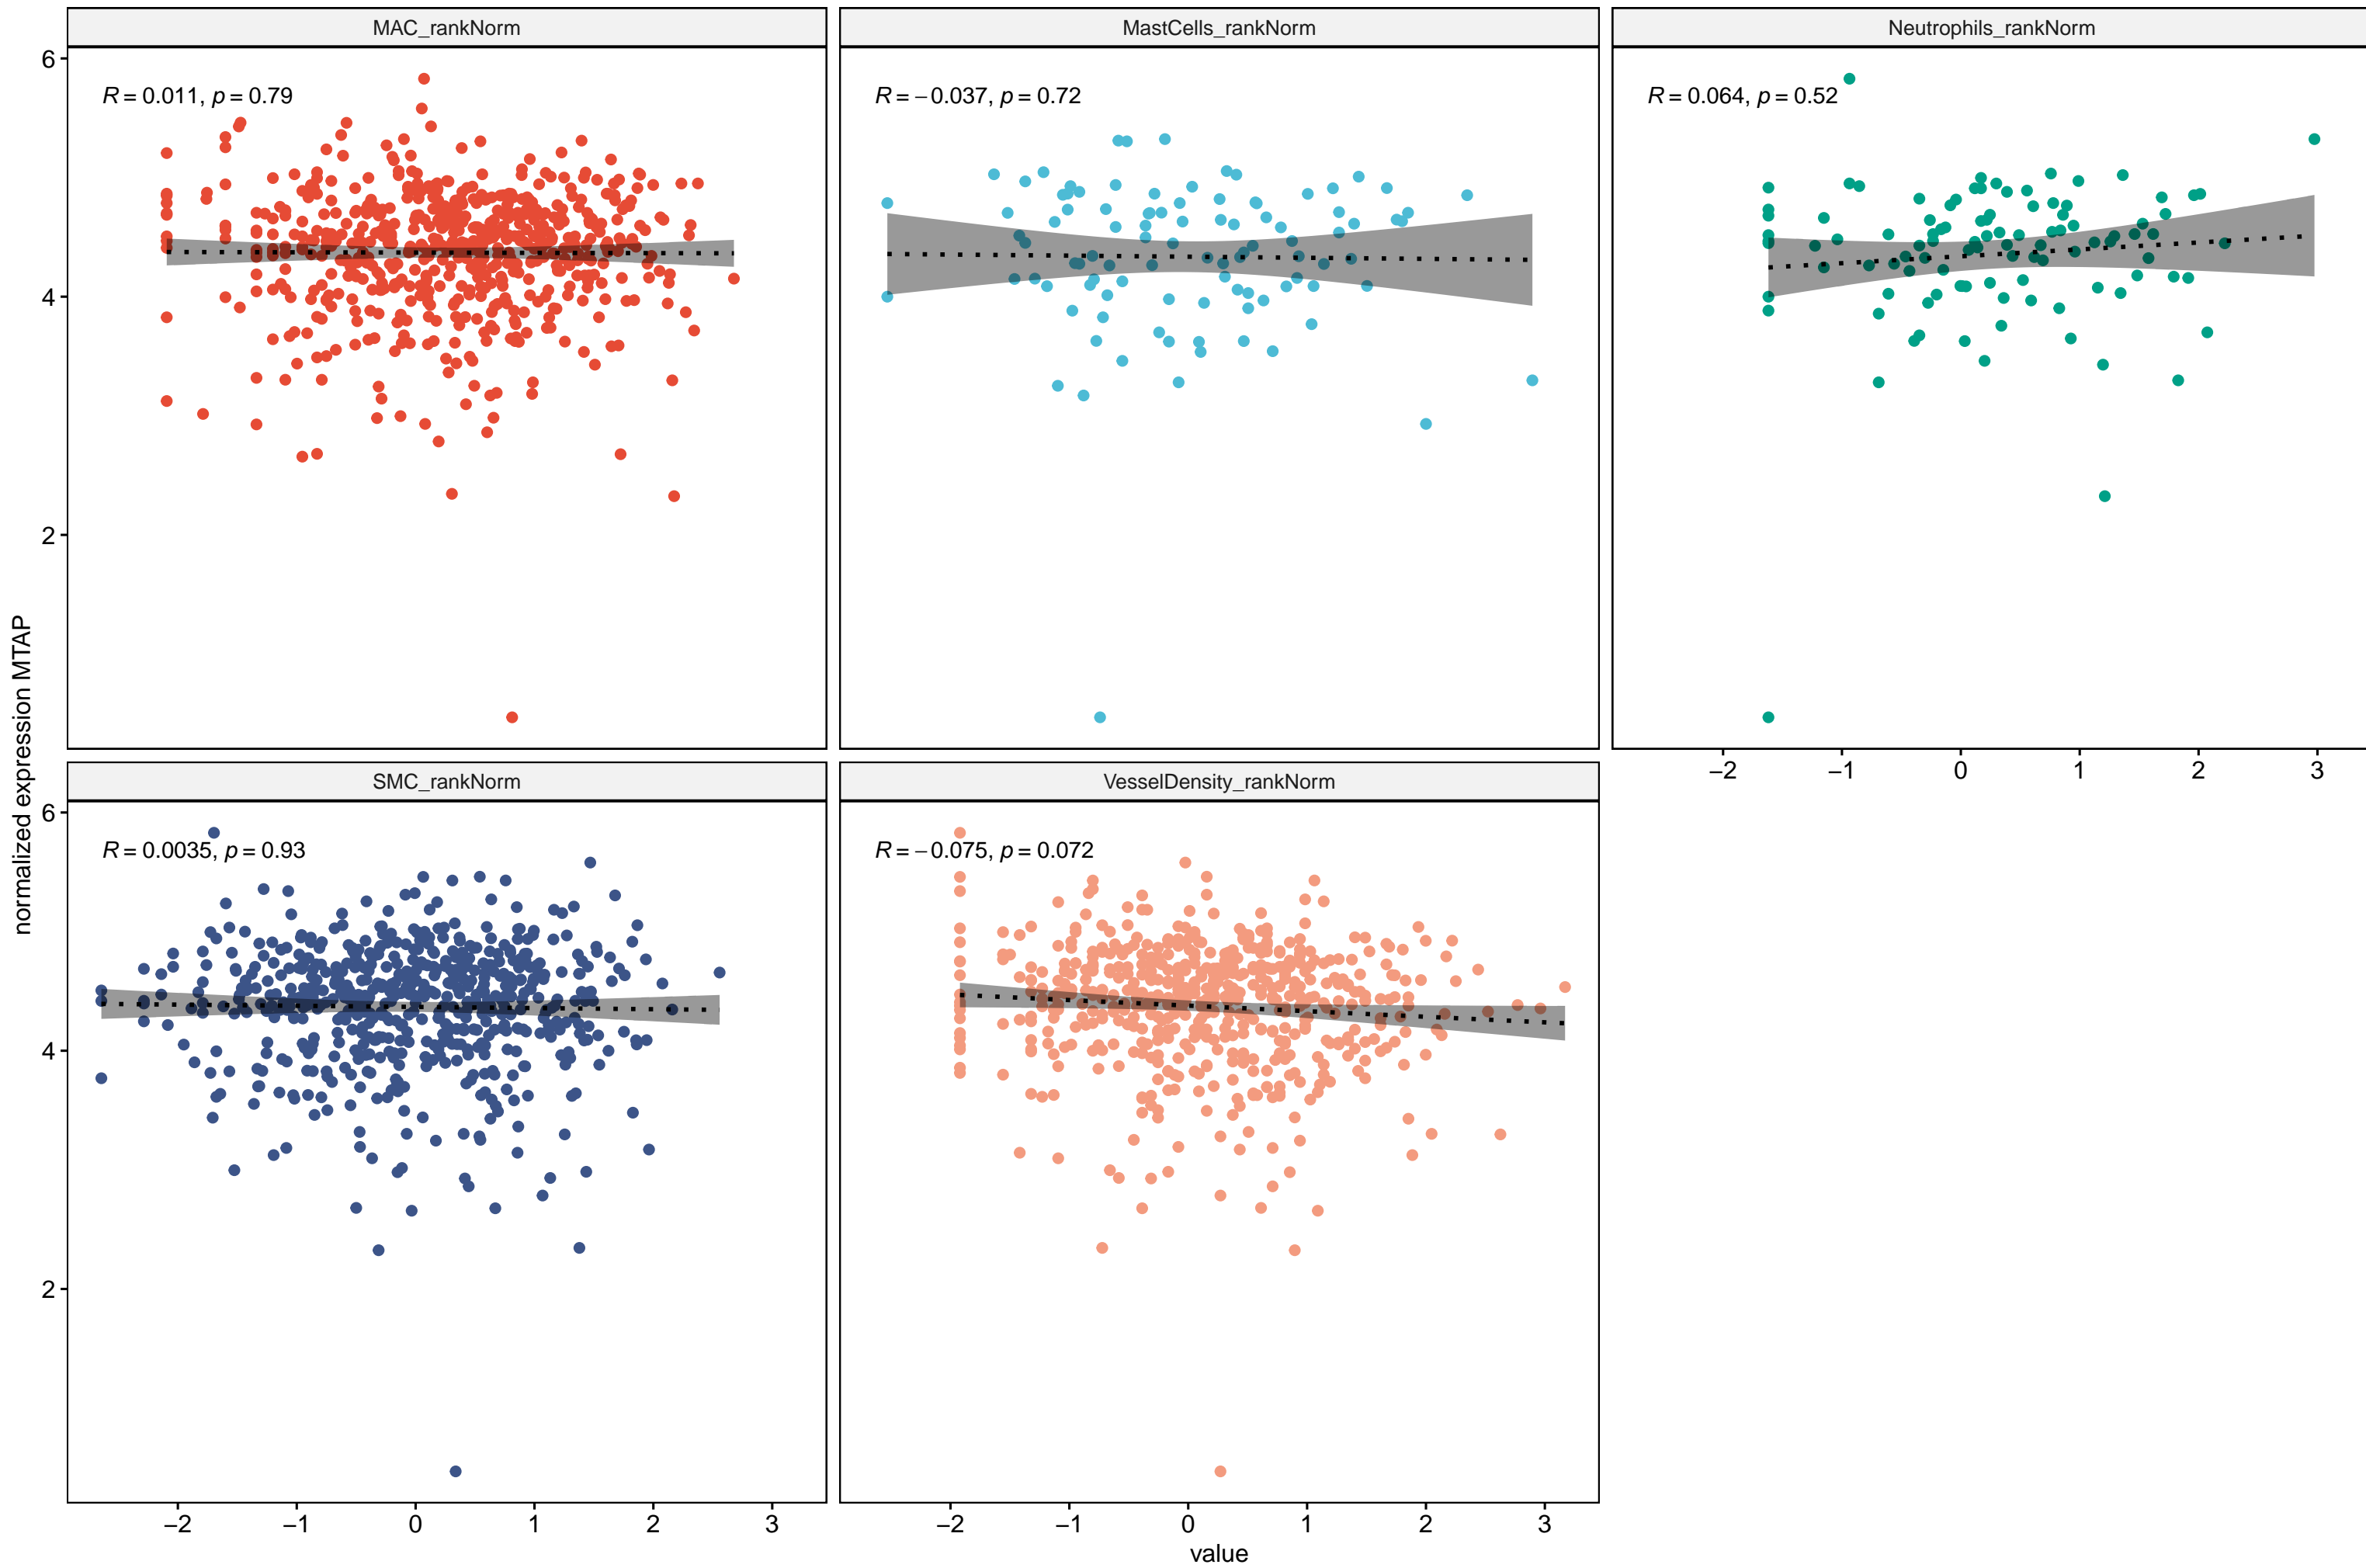 MAC_rankNorm
MastCells_rankNorm
Neutrophils_rankNorm
R = 0.011, p = 0.79
R = −0.037, p = 0.72
R = 0.064, p = 0.52
6
4
2
−2 −1 0 1 2 3
normalized expression MTAP
SMC_rankNorm
VesselDensity_rankNorm
R = 0.0035, p = 0.93
R = −0.075, p = 0.072
6
4
2
−2 −1 0 1 2 3
−2 −1 0 1 2 3
value